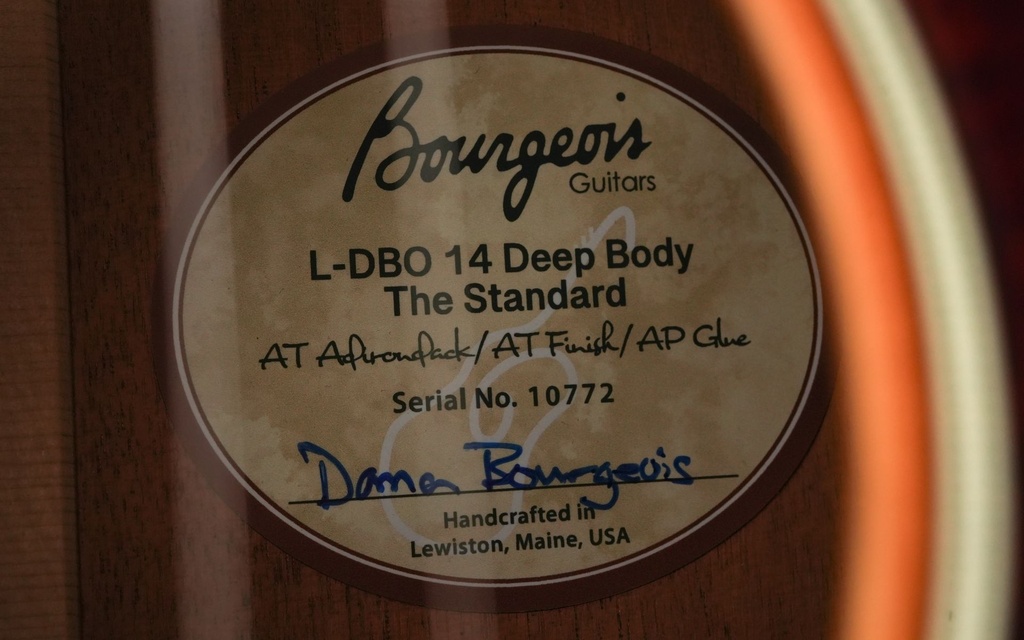 Bourgeois
Guitars
L-DBO 14 Deep Body
The Standard
AT Adirondack/AT Finish/AP Glue
Serial No. 10772
Dana Bourgeois
Handcrafted in
Lewiston, Maine, USA